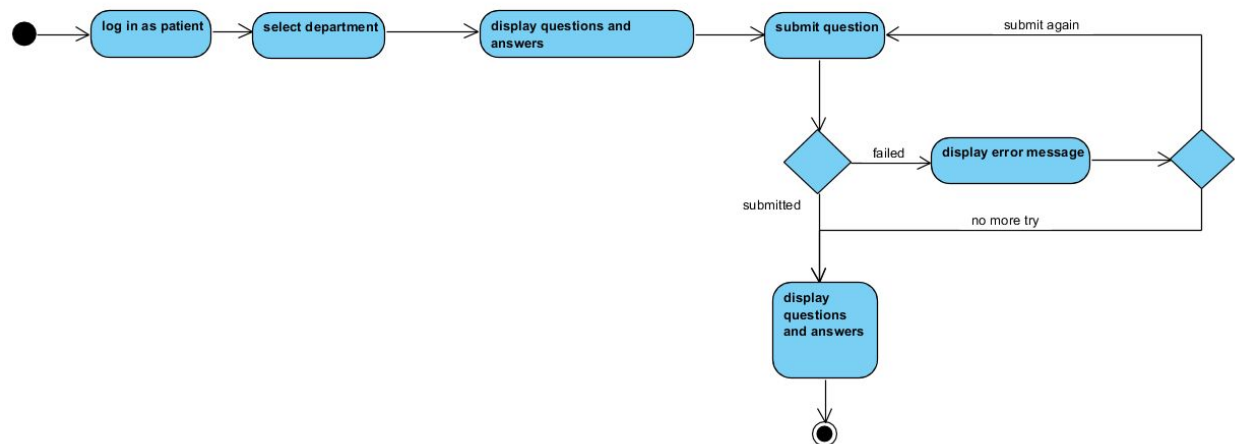 log in as patient
select department
display questions and
answers
submit question
submit again
failed
display error message
submitted
no more try
display
questions
and answers